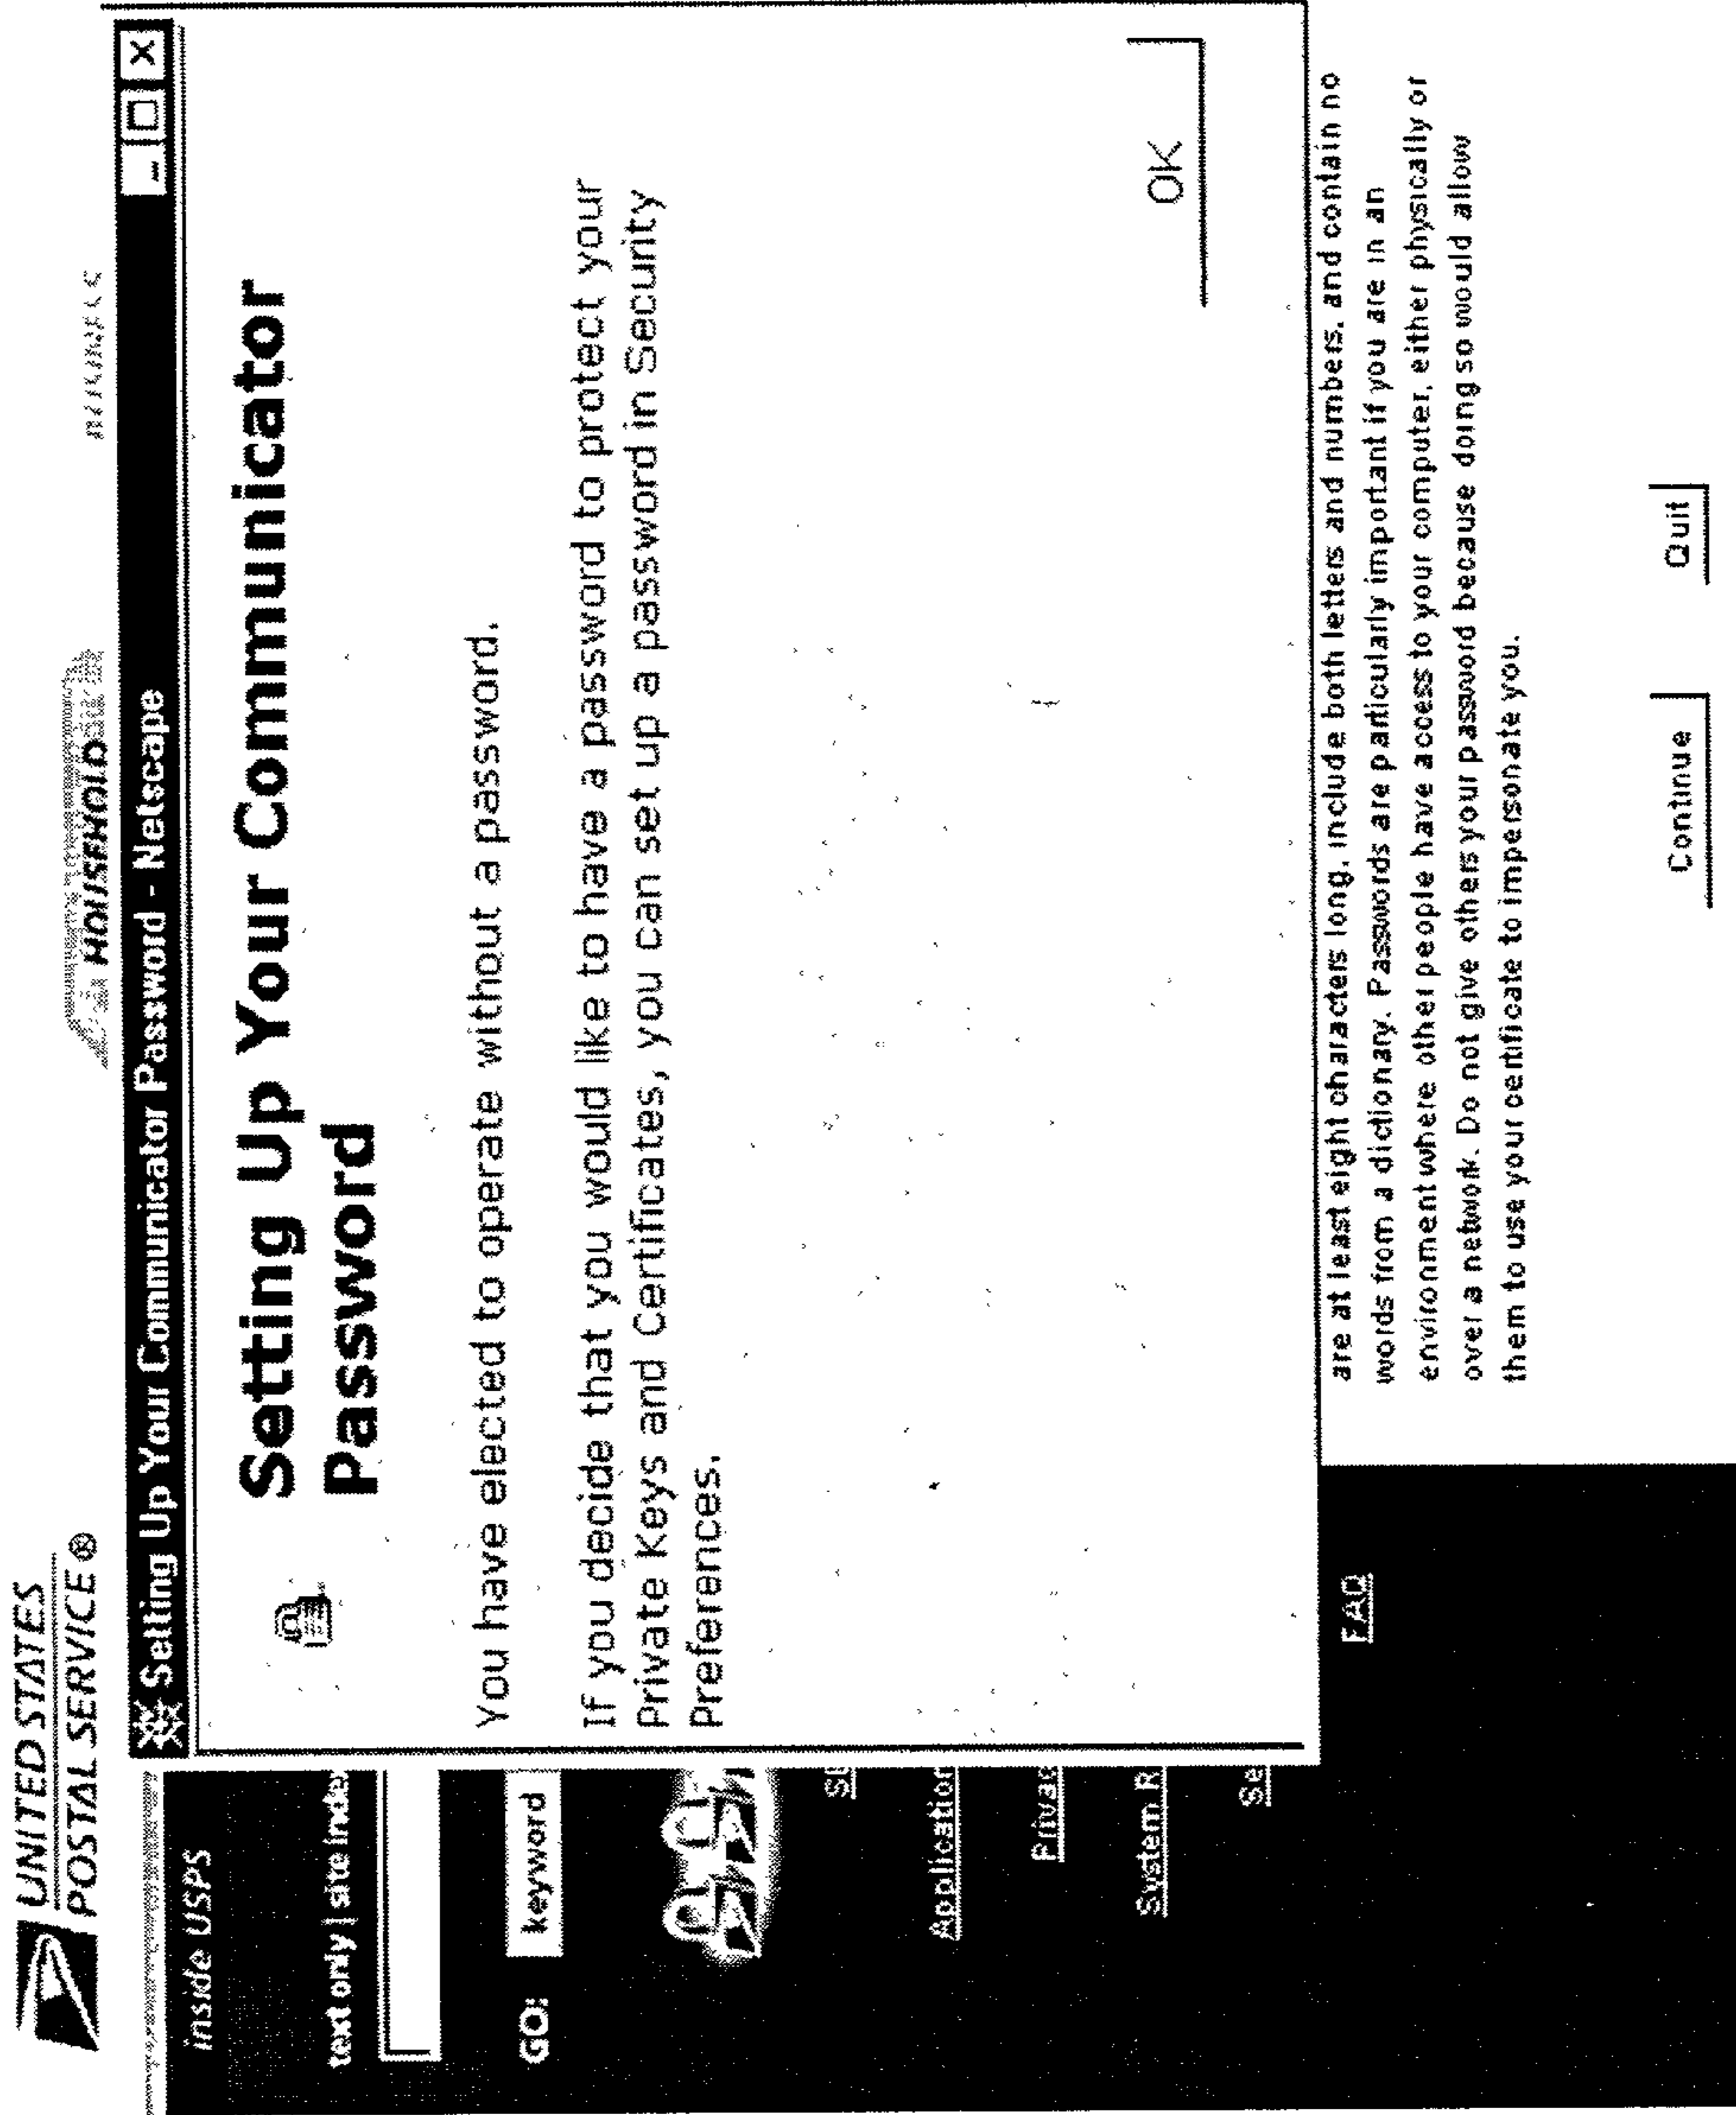 UNITED STATES
POSTAL SERVICE ®
HOUSEHOLD
Setting Up Your Communicator Password - Netscape
inside USPS
text only | site index
GO: keyword
Application
Privac
System R
Se
FAQ
Setting Up Your Communicator
Password
You have elected to operate without a password.
If you decide that you would like to have a password to protect your
Private Keys and Certificates, you can set up a password in Security
Preferences.
OK
are at least eight characters long, include both letters and numbers, and contain no
words from a dictionary. Passwords are particularly important if you are in an
environment where other people have access to your computer, either physically or
over a network. Do not give others your password because doing so would allow
them to use your certificate to impersonate you.
Continue
Quit